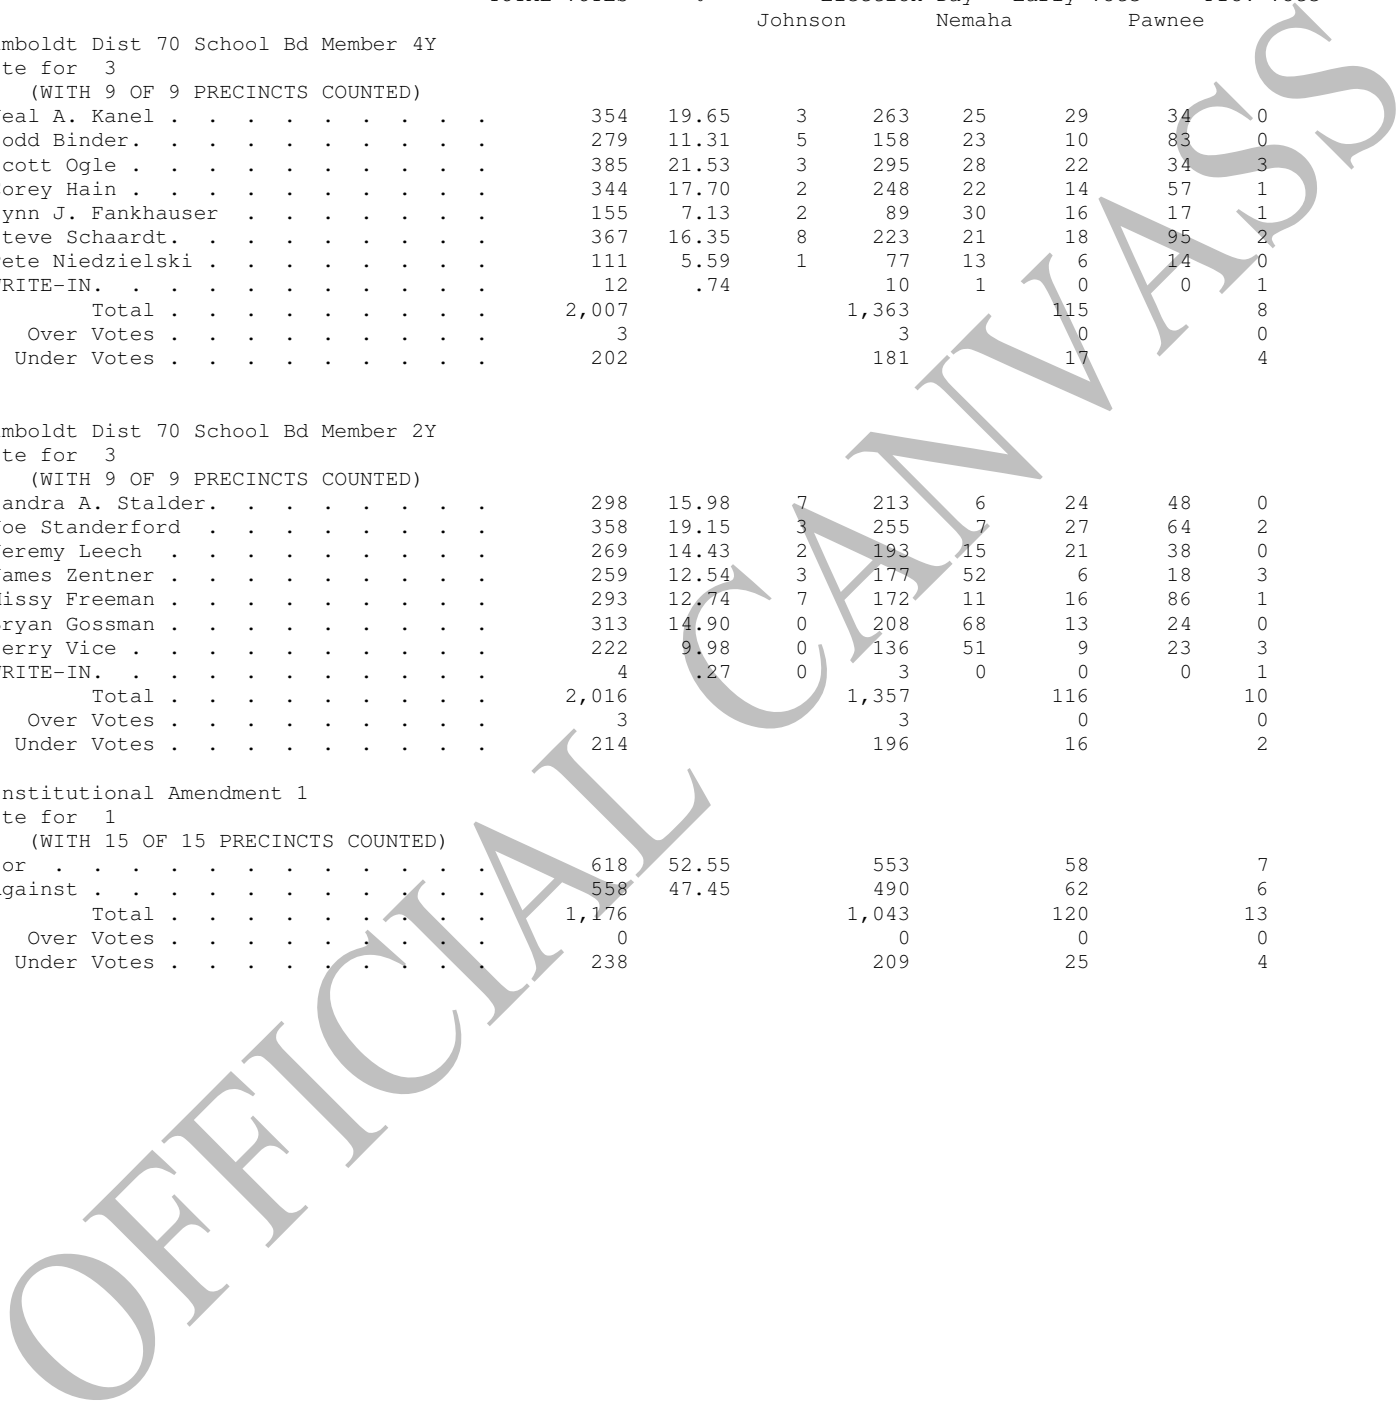 Johnson Nemaha Pawnee
mboldt Dist 70 School Bd Member 4Y
te for 3
(WITH 9 OF 9 PRECINCTS COUNTED)
eal A. Kanel . . . . . . . . . 354 19.65 3 263 25 29 34 0
odd Binder. . . . . . . . . . 279 11.31 5 158 23 10 83 0
cott Ogle . . . . . . . . . . 385 21.53 3 295 28 22 34 3
orey Hain . . . . . . . . . . 344 17.70 2 248 22 14 57 1
ynn J. Fankhauser . . . . . . . 155 7.13 2 89 30 16 17 1
teve Schaardt. . . . . . . . . 367 16.35 8 223 21 18 95 2
ete Niedzielski . . . . . . . . 111 5.59 1 77 13 6 14 0
RITE-IN. . . . . . . . . . . 12 .74 10 1 0 0 1
Total . . . . . . . . . 2,007 1,363 115 8
Over Votes . . . . . . . . . 3 3 0 0
Under Votes . . . . . . . . . 202 181 17 4
mboldt Dist 70 School Bd Member 2Y
te for 3
(WITH 9 OF 9 PRECINCTS COUNTED)
andra A. Stalder. . . . . . . . 298 15.98 7 213 6 24 48 0
oe Standerford . . . . . . . . 358 19.15 3 255 7 27 64 2
eremy Leech . . . . . . . . . 269 14.43 2 193 15 21 38 0
ames Zentner . . . . . . . . . 259 12.54 3 177 52 6 18 3
issy Freeman . . . . . . . . . 293 12.74 7 172 11 16 86 1
ryan Gossman . . . . . . . . . 313 14.90 0 208 68 13 24 0
erry Vice . . . . . . . . . . 222 9.98 0 136 51 9 23 3
RITE-IN. . . . . . . . . . . 4 .27 0 3 0 0 0 1
Total . . . . . . . . . 2,016 1,357 116 10
Over Votes . . . . . . . . . 3 3 0 0
Under Votes . . . . . . . . . 214 196 16 2
nstitutional Amendment 1
te for 1
(WITH 15 OF 15 PRECINCTS COUNTED)
or . . . . . . . . . . . . 618 52.55 553 58 7
gainst . . . . . . . . . . . 558 47.45 490 62 6
Total . . . . . . . . . 1,176 1,043 120 13
Over Votes . . . . . . . . . 0 0 0 0
Under Votes . . . . . . . . . 238 209 25 4
OFFICIAL CANVASS